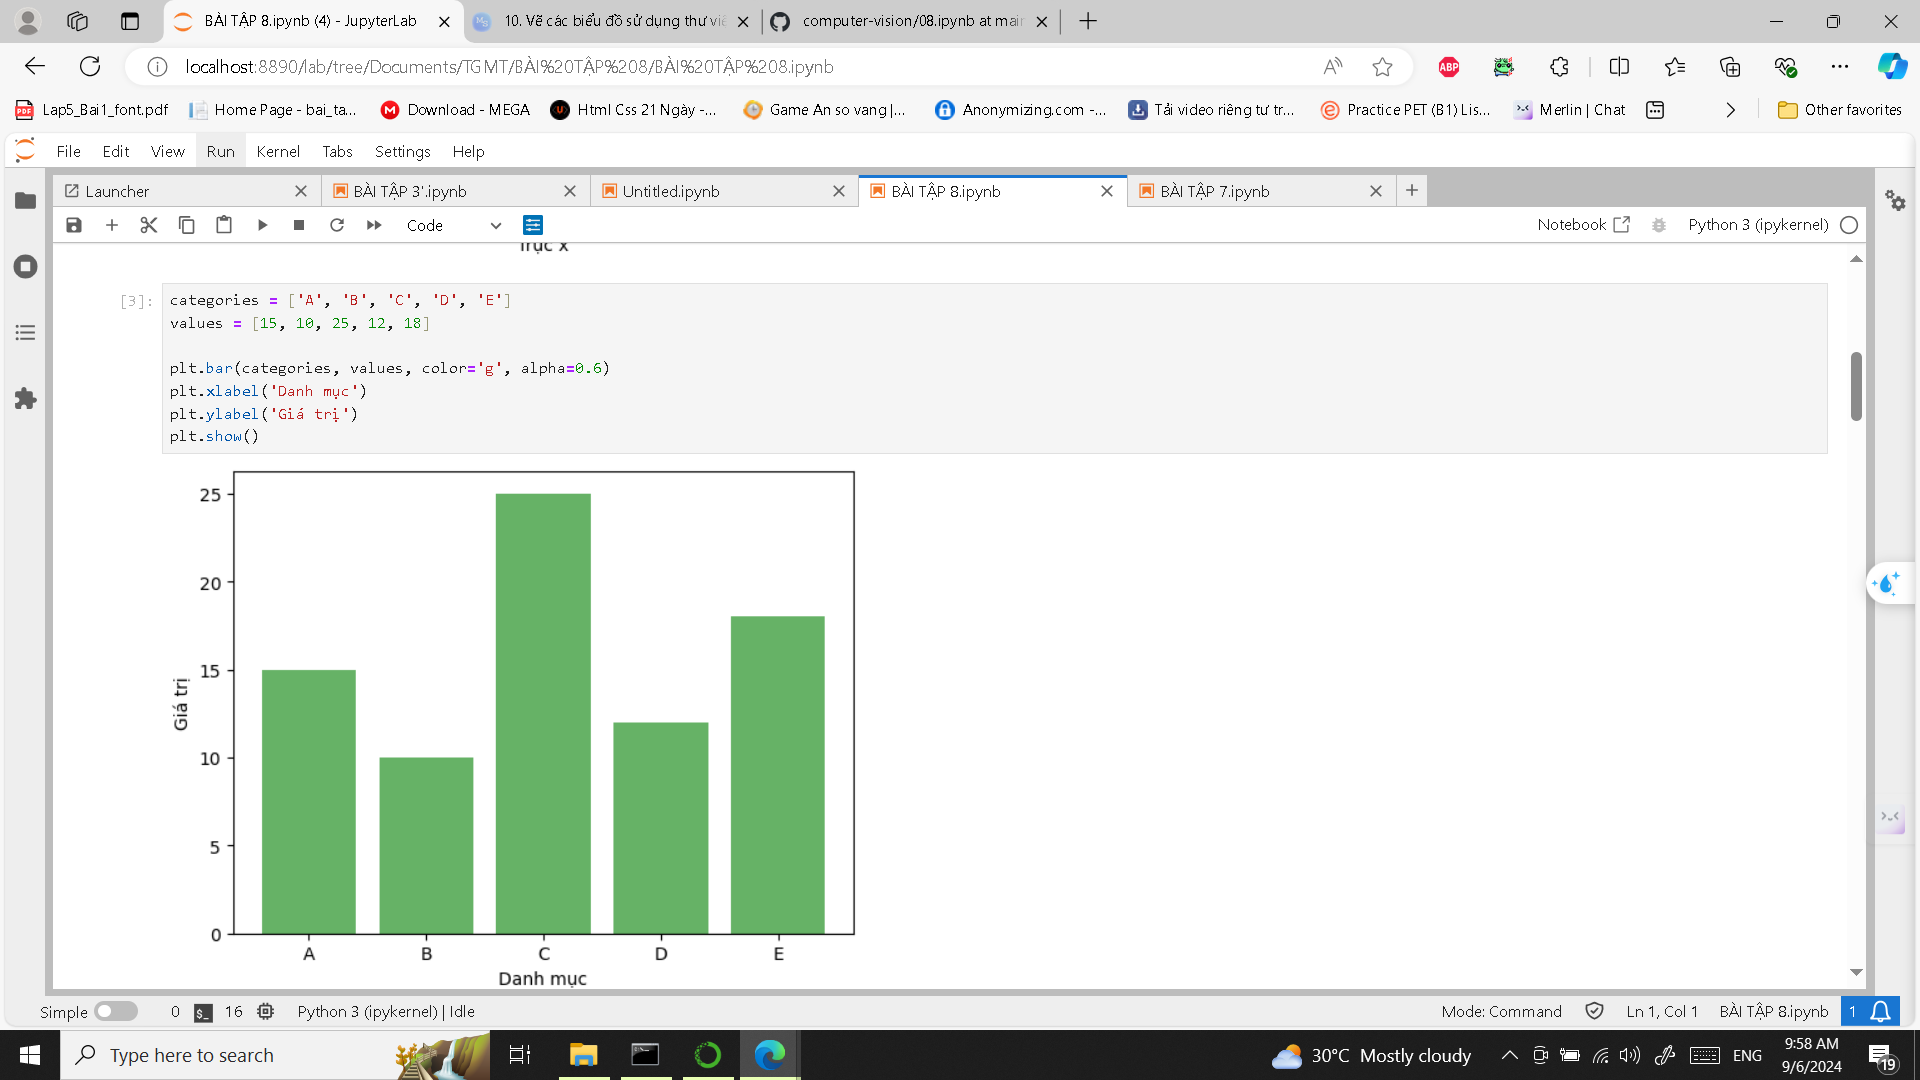 BÀI TẬP 8.ipynb (4) - JupyterLab
10. Vẽ các biểu đồ sử dụng thư việ
computer-vision/08.ipynb at main
localhost:8890/lab/tree/Documents/TGMT/BÀI%20TẬP%208/BÀI%20TẬP%208.ipynb
ABP
Lap5_Bai1_font.pdf
Home Page - bai_ta...
Download - MEGA
Html Css 21 Ngày -...
Game An so vang |...
Anonymizing.com -...
Tải video riêng tư tr...
Practice PET (B1) Lis...
Merlin | Chat
Other favorites
File Edit View Run Kernel Tabs Settings Help
Launcher
BÀI TẬP 3'.ipynb
Untitled.ipynb
BÀI TẬP 8.ipynb
BÀI TẬP 7.ipynb
Code
Notebook
Python 3 (ipykernel)
Trục x
[3]:
categories = ['A', 'B', 'C', 'D', 'E']
values = [15, 10, 25, 12, 18]
plt.bar(categories, values, color='g', alpha=0.6)
plt.xlabel('Danh mục')
plt.ylabel('Giá trị')
plt.show()
25
20
15
10
5
0
Giá trị
A B C D E
Danh mục
Simple 0 $_ 16 Python 3 (ipykernel) | Idle
Mode: Command Ln 1, Col 1 BÀI TẬP 8.ipynb 1
Type here to search
30°C Mostly cloudy
ENG
9:58 AM
9/6/2024
19